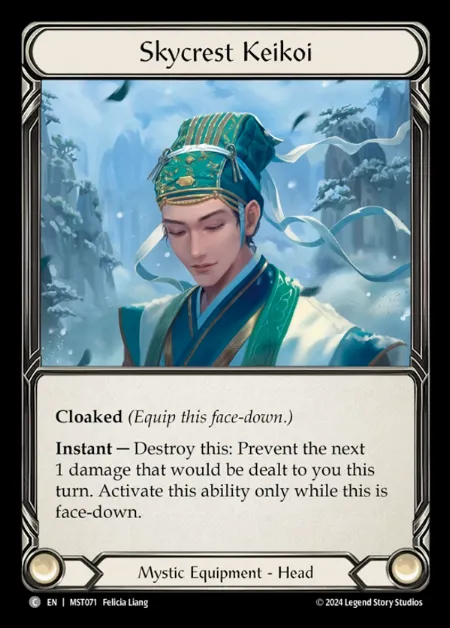 Skycrest Keikoi
Cloaked (Equip this face-down.)
Instant — Destroy this: Prevent the next
1 damage that would be dealt to you this
turn. Activate this ability only while this is
face-down.
Mystic Equipment - Head
C EN | MST071 Felicia Liang © 2024 Legend Story Studios